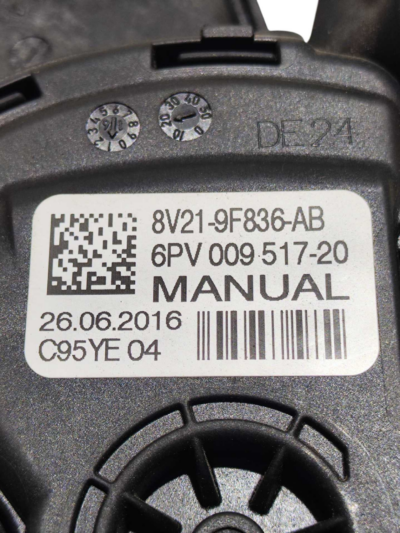 DE24
8V21-9F836-AB
6PV 009 517-20
MANUAL
26.06.2016
C95YE 04